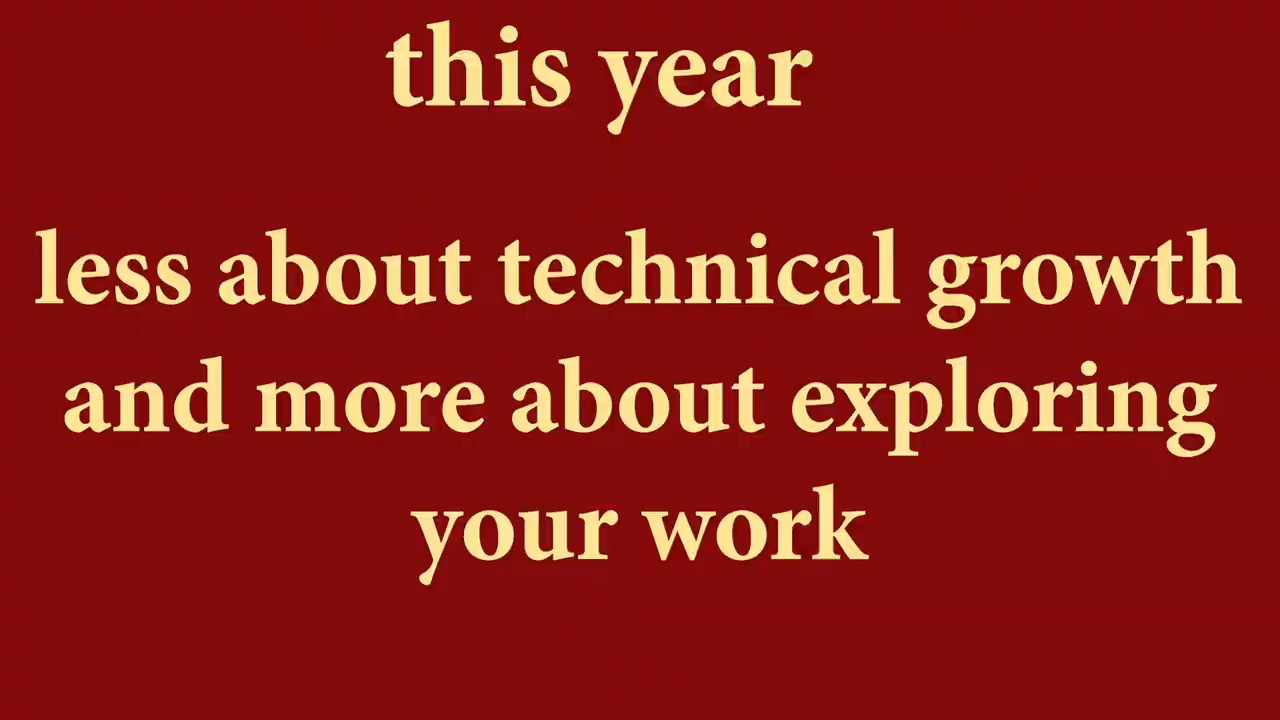 this year
less about technical growth
and more about exploring
your work